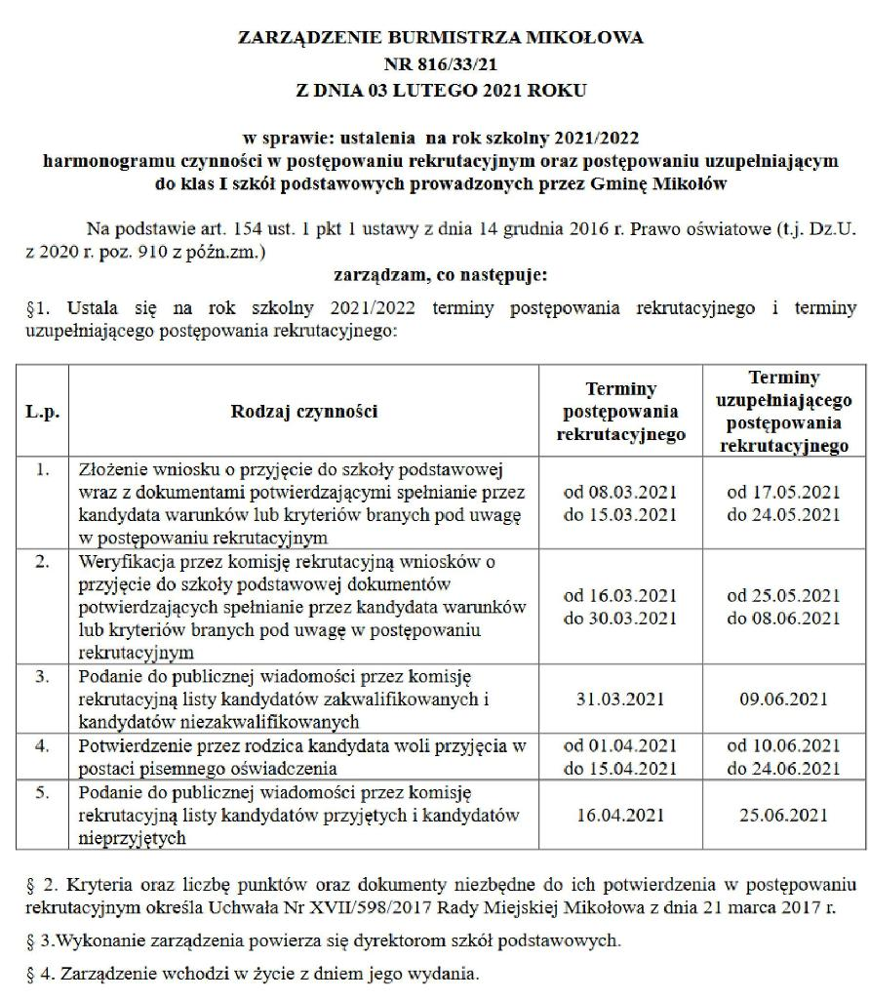 ZARZĄDZENIE BURMISTRZA MIKOŁOWA
NR 816/33/21
Z DNIA 03 LUTEGO 2021 ROKU
w sprawie: ustalenia na rok szkolny 2021/2022
harmonogramu czynności w postępowaniu rekrutacyjnym oraz postępowaniu uzupełniającym
do klas I szkół podstawowych prowadzonych przez Gminę Mikołów
Na podstawie art. 154 ust. 1 pkt 1 ustawy z dnia 14 grudnia 2016 r. Prawo oświatowe (t.j. Dz.U.
z 2020 r. poz. 910 z późn.zm.)
zarządzam, co następuje:
§1. Ustala się na rok szkolny 2021/2022 terminy postępowania rekrutacyjnego i terminy
uzupełniającego postępowania rekrutacyjnego:
L.p.
Rodzaj czynności
Terminy
postępowania
rekrutacyjnego
Terminy
uzupełniającego
postępowania
rekrutacyjnego
1.
Złożenie wniosku o przyjęcie do szkoły podstawowej
wraz z dokumentami potwierdzającymi spełnianie przez
kandydata warunków lub kryteriów branych pod uwagę
w postępowaniu rekrutacyjnym
od 08.03.2021
do 15.03.2021
od 17.05.2021
do 24.05.2021
2.
Weryfikacja przez komisję rekrutacyjną wniosków o
przyjęcie do szkoły podstawowej dokumentów
potwierdzających spełnianie przez kandydata warunków
lub kryteriów branych pod uwagę w postępowaniu
rekrutacyjnym
od 16.03.2021
do 30.03.2021
od 25.05.2021
do 08.06.2021
3.
Podanie do publicznej wiadomości przez komisję
rekrutacyjną listy kandydatów zakwalifikowanych i
kandydatów niezakwalifikowanych
31.03.2021
09.06.2021
4.
Potwierdzenie przez rodzica kandydata woli przyjęcia w
postaci pisemnego oświadczenia
od 01.04.2021
do 15.04.2021
od 10.06.2021
do 24.06.2021
5.
Podanie do publicznej wiadomości przez komisję
rekrutacyjną listy kandydatów przyjętych i kandydatów
nieprzyjętych
16.04.2021
25.06.2021
§ 2. Kryteria oraz liczbę punktów oraz dokumenty niezbędne do ich potwierdzenia w postępowaniu
rekrutacyjnym określa Uchwała Nr XVII/598/2017 Rady Miejskiej Mikołowa z dnia 21 marca 2017 r.
§ 3.Wykonanie zarządzenia powierza się dyrektorom szkół podstawowych.
§ 4. Zarządzenie wchodzi w życie z dniem jego wydania.